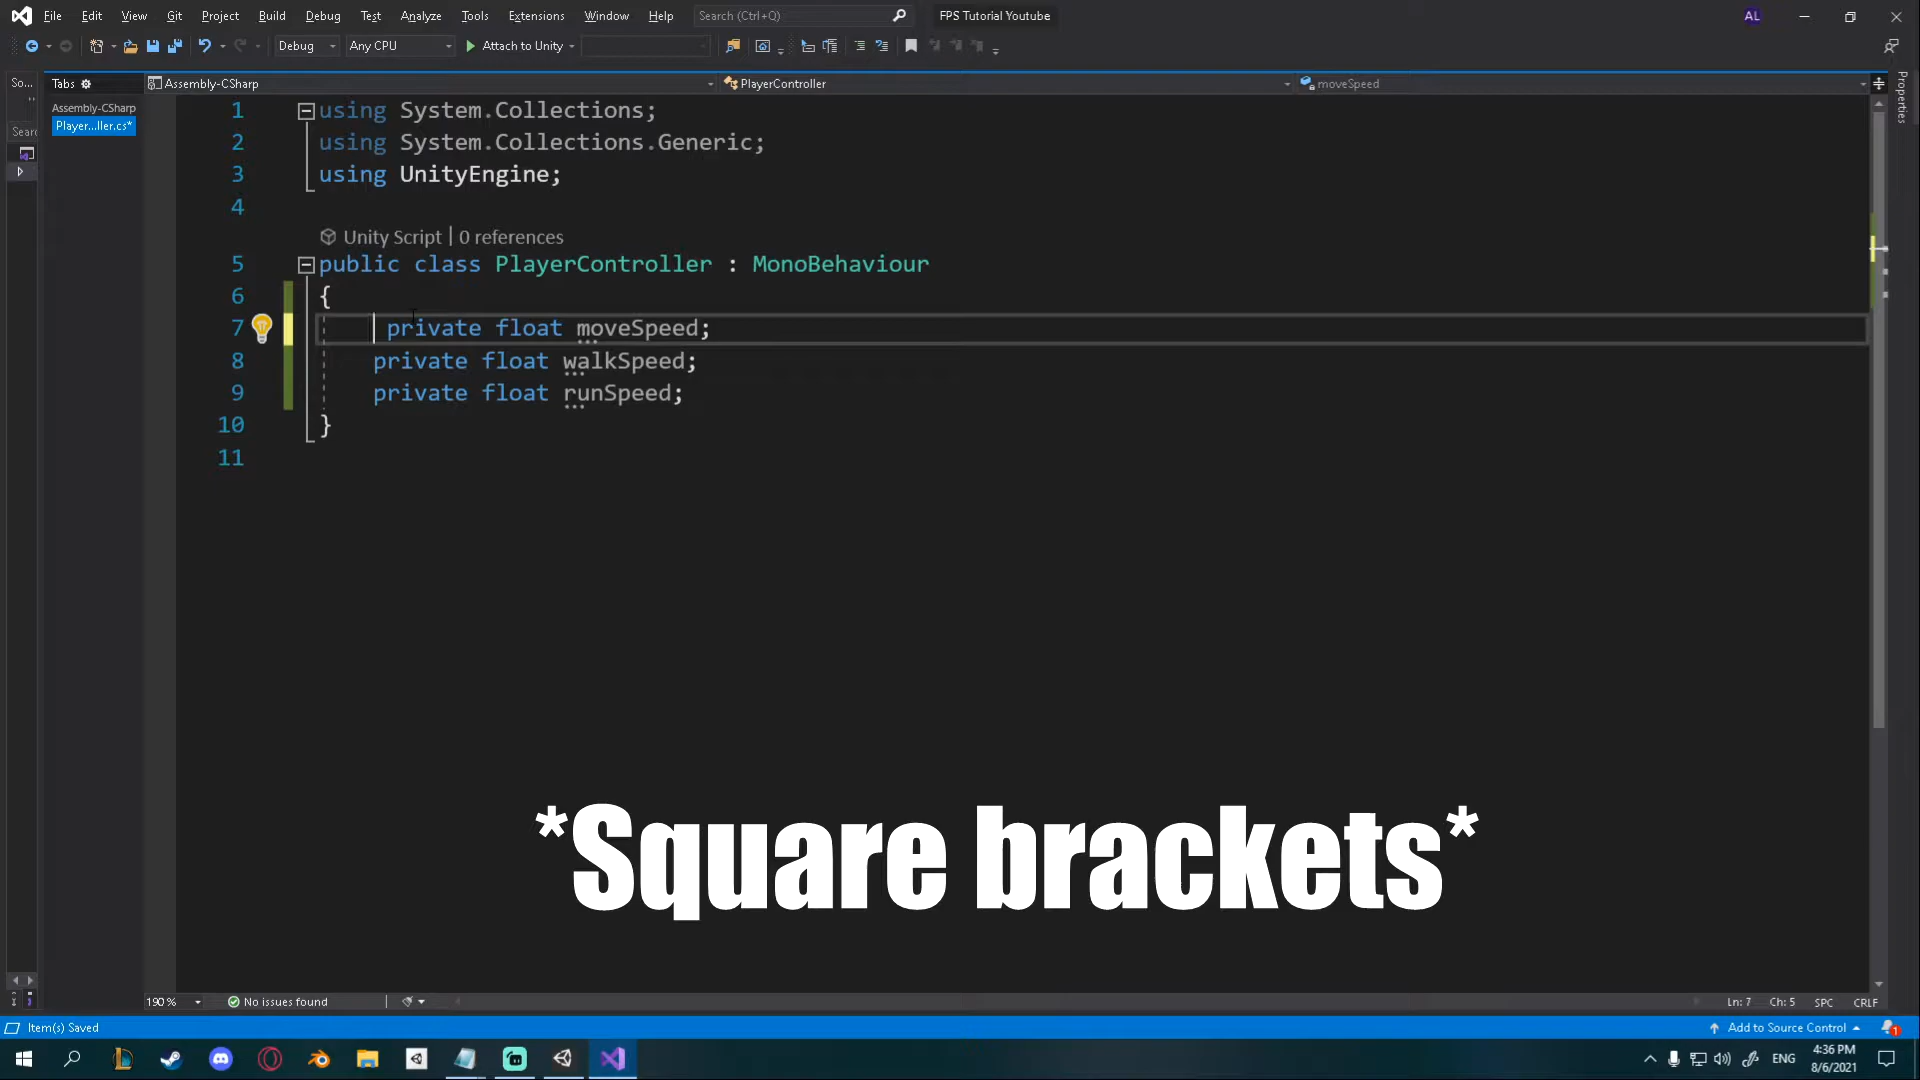 File Edit View Git Project Build Debug Test Analyze Tools Extensions Window Help Search (Ctrl+Q) FPS Tutorial Youtube AL
Debug Any CPU Attach to Unity
So... Tabs Assembly-CSharp PlayerController moveSpeed
Properties
Assembly-CSharp
Player...ller.cs*
Sear
1 using System.Collections;
2 using System.Collections.Generic;
3 using UnityEngine;
4
Unity Script | 0 references
5 public class PlayerController : MonoBehaviour
6 {
7 private float moveSpeed;
8 private float walkSpeed;
9 private float runSpeed;
10 }
11
*Square brackets*
190 % No issues found Ln: 7 Ch: 5 SPC CRLF
Item(s) Saved Add to Source Control 1
ENG 4:36 PM
8/6/2021